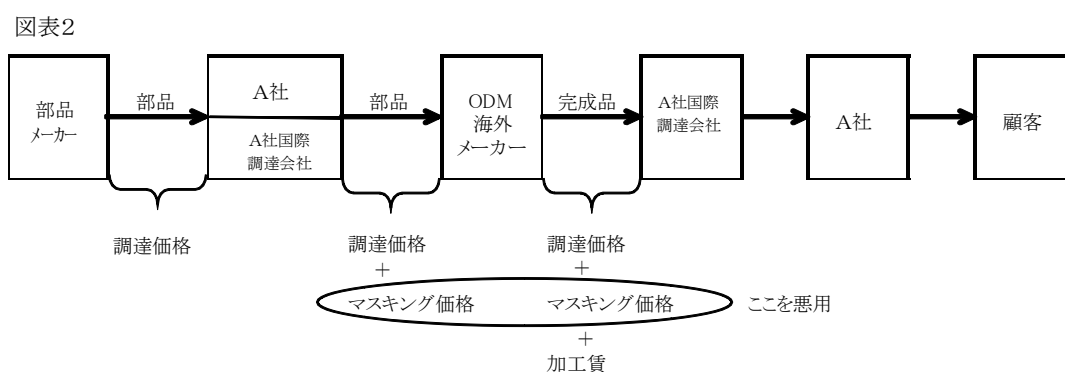 図表2
部品
メーカー
部品
A社
A社国際
調達会社
部品
ODM
海外
メーカー
完成品
A社国際
調達会社
A社
顧客
調達価格
調達価格
+
マスキング価格
調達価格
+
マスキング価格
+
加工賃
ここを悪用